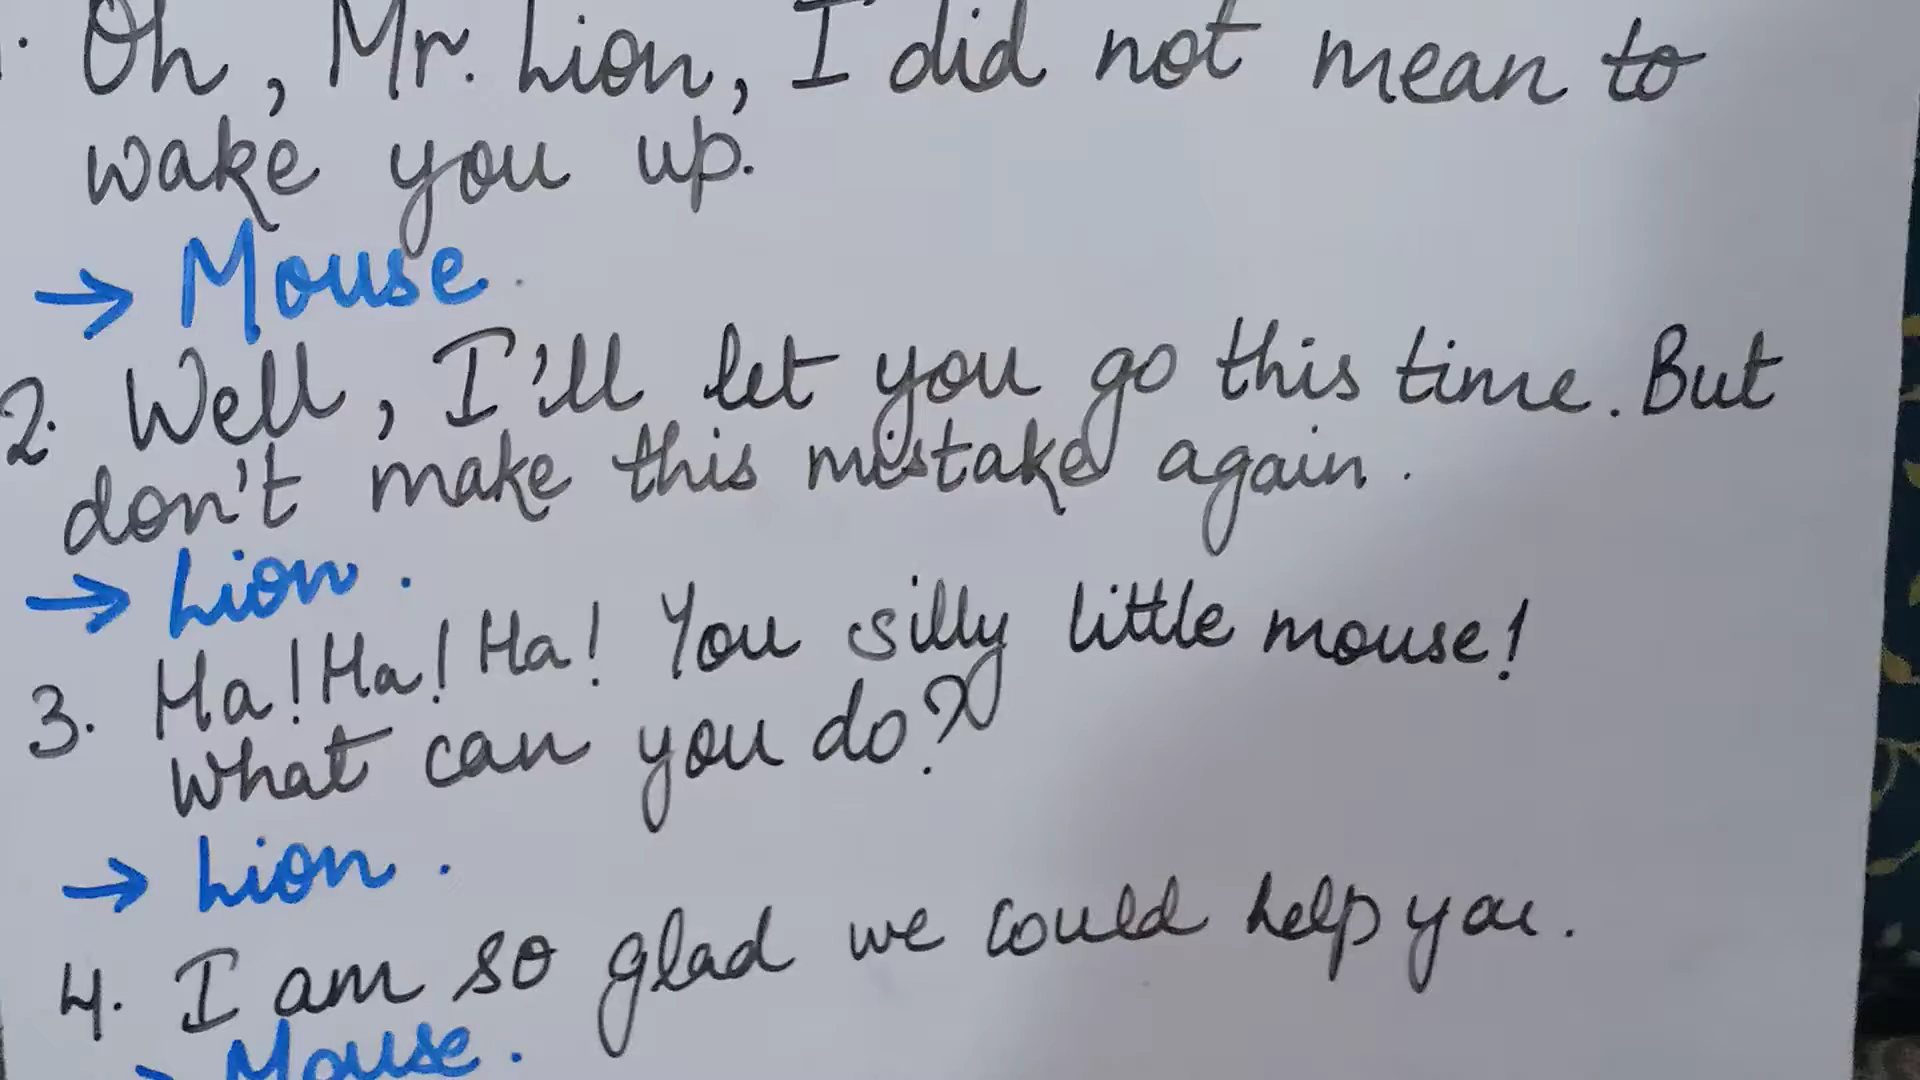 1. Oh, Mr. Lion, I did not mean to
wake you up.
→ Mouse.
2. Well, I'll let you go this time. But
don't make this mistake again.
→ Lion.
3. Ha! Ha! Ha! You silly little mouse!
What can you do?
→ Lion.
4. I am so glad we could help you.
→ Mouse.